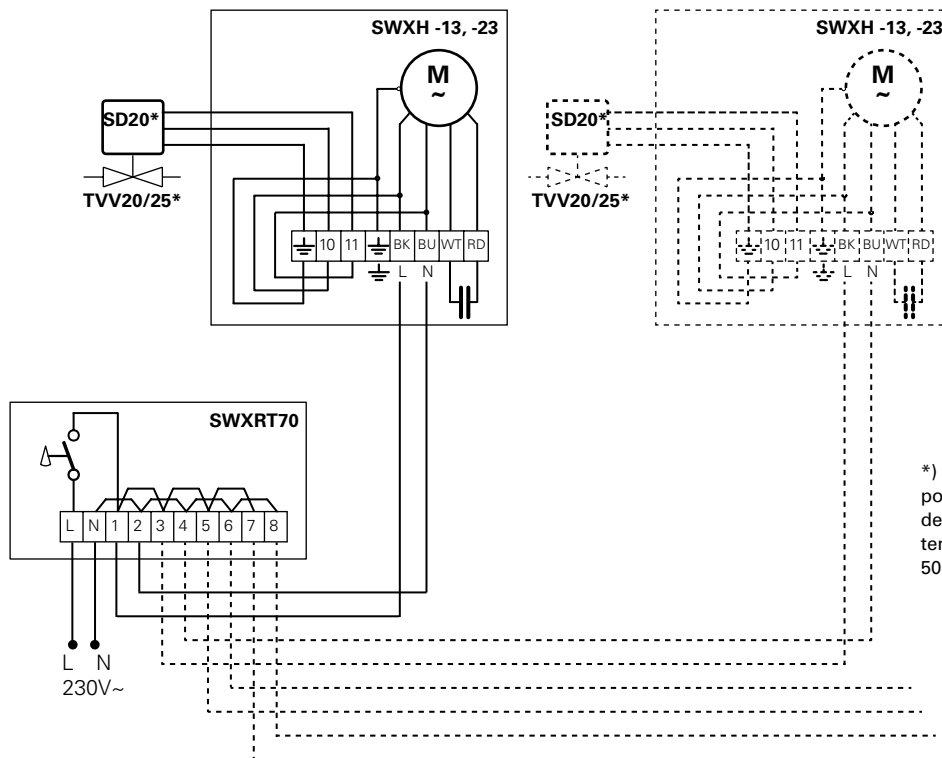 SWXH -13, -23
M
~
SD20*
TVV20/25*
10 11 BK BU WT RD
L N
SWXH -13, -23
M
~
SD20*
TVV20/25*
10 11 BK BU WT RD
L N
SWXRT70
L N 1 2 3 4 5 6 7 8
L N
230V~
*)
po
de
ter
50